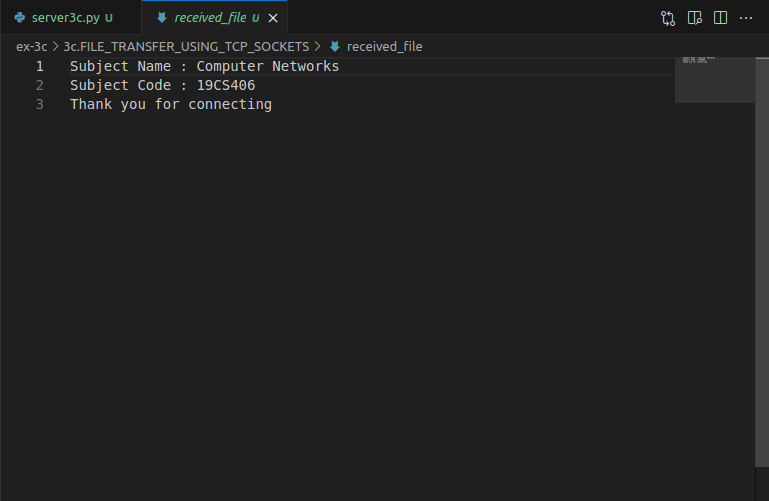 server3c.py U received_file U
ex-3c > 3c.FILE_TRANSFER_USING_TCP_SOCKETS > received_file
1 Subject Name : Computer Networks
2 Subject Code : 19CS406
3 Thank you for connecting